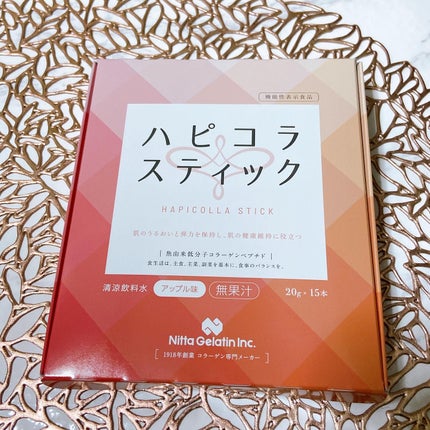 機能性表示食品
ハピコラ
スティック
HAPICOLLA STICK
肌のうるおいと弾力を保持し、肌の健康維持に役立つ
魚由来低分子コラーゲンペプチド
食生活は、主食、主菜、副菜を基本に、食事のバランスを。
清涼飲料水 アップル味 無果汁 20g×15本
Nitta Gelatin Inc.
1918年創業 コラーゲン専門メーカー